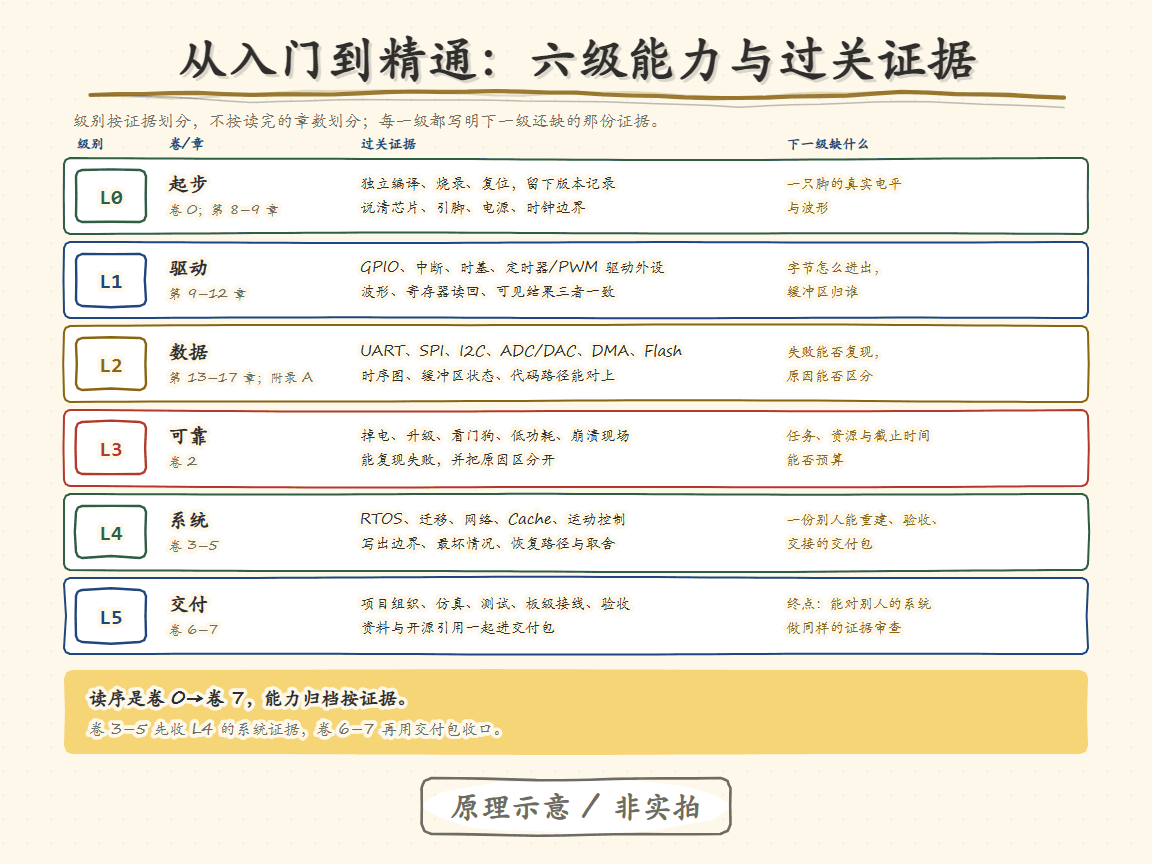 从入门到精通：六级能力与过关证据
级别按证据划分，不按读完的章数划分；每一级都写明下一级还缺的那份证据。
级别 卷/章 过关证据 下一级缺什么
L0
起步
卷 0；第 8–9 章
独立编译、烧录、复位，留下版本记录
说清芯片、引脚、电源、时钟边界
一只脚的真实电平
与波形
L1
驱动
第 9–12 章
GPIO、中断、时基、定时器/PWM 驱动外设
波形、寄存器读回、可见结果三者一致
字节怎么进出，
缓冲区归谁
L2
数据
第 13–17 章；附录 A
UART、SPI、I2C、ADC/DAC、DMA、Flash
时序图、缓冲区状态、代码路径能对上
失败能否复现，
原因能否区分
L3
可靠
卷 2
掉电、升级、看门狗、低功耗、崩溃现场
能复现失败，并把原因区分开
任务、资源与截止时间
能否预算
L4
系统
卷 3–5
RTOS、迁移、网络、Cache、运动控制
写出边界、最坏情况、恢复路径与取舍
一份别人能重建、验收、
交接的交付包
L5
交付
卷 6–7
项目组织、仿真、测试、板级接线、验收
资料与开源引用一起进交付包
终点：能对别人的系统
做同样的证据审查
读序是卷 0→卷 7，能力归档按证据。
卷 3–5 先收 L4 的系统证据，卷 6–7 再用交付包收口。
原理示意 / 非实拍